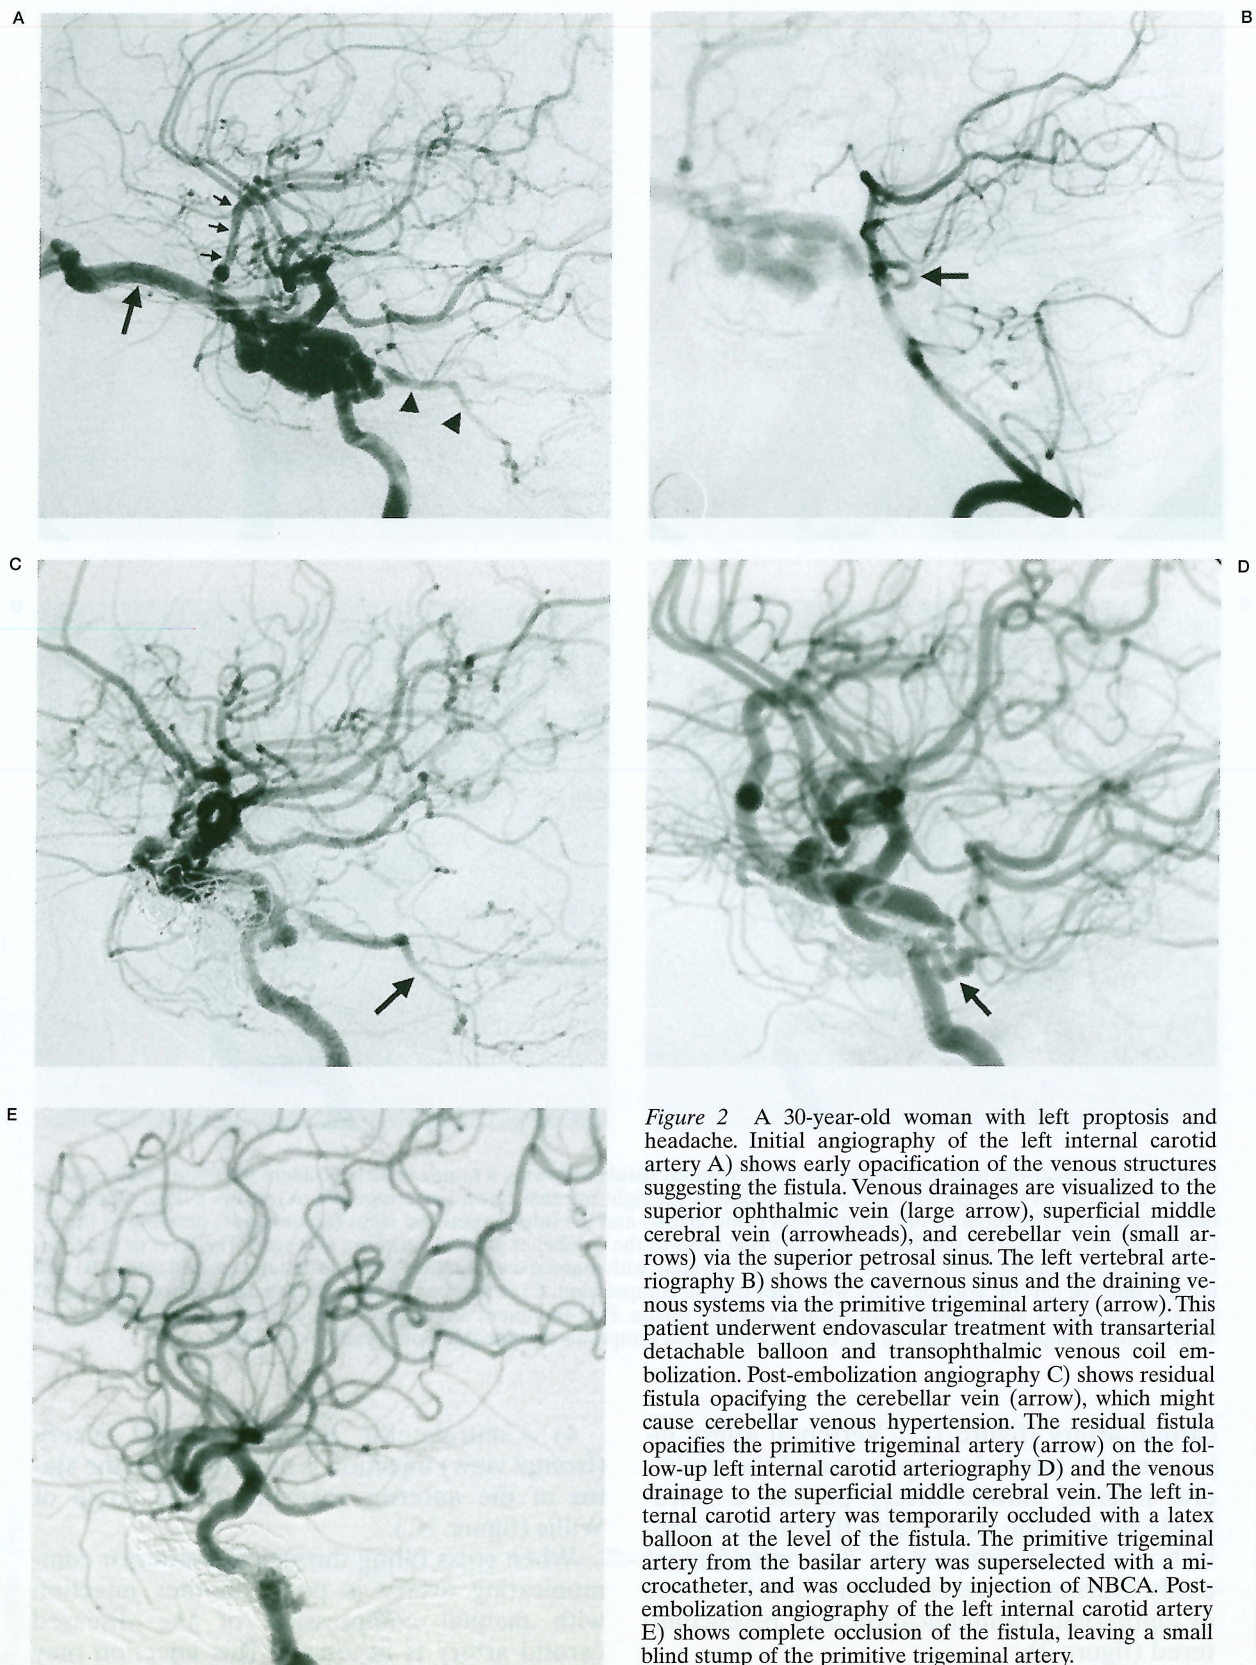 A
B
C
D
E
Figure 2 A 30-year-old woman with left proptosis and
headache. Initial angiography of the left internal carotid
artery A) shows early opacification of the venous structures
suggesting the fistula. Venous drainages are visualized to the
superior ophthalmic vein (large arrow), superficial middle
cerebral vein (arrowheads), and cerebellar vein (small ar-
rows) via the superior petrosal sinus. The left vertebral arte-
riography B) shows the cavernous sinus and the draining ve-
nous systems via the primitive trigeminal artery (arrow). This
patient underwent endovascular treatment with transarterial
detachable balloon and transophthalmic venous coil em-
bolization. Post-embolization angiography C) shows residual
fistula opacifying the cerebellar vein (arrow), which might
cause cerebellar venous hypertension. The residual fistula
opacifies the primitive trigeminal artery (arrow) on the fol-
low-up left internal carotid arteriography D) and the venous
drainage to the superficial middle cerebral vein. The left in-
ternal carotid artery was temporarily occluded with a latex
balloon at the level of the fistula. The primitive trigeminal
artery from the basilar artery was superselected with a mi-
crocatheter, and was occluded by injection of NBCA. Post-
embolization angiography of the left internal carotid artery
E) shows complete occlusion of the fistula, leaving a small
blind stump of the primitive trigeminal artery.